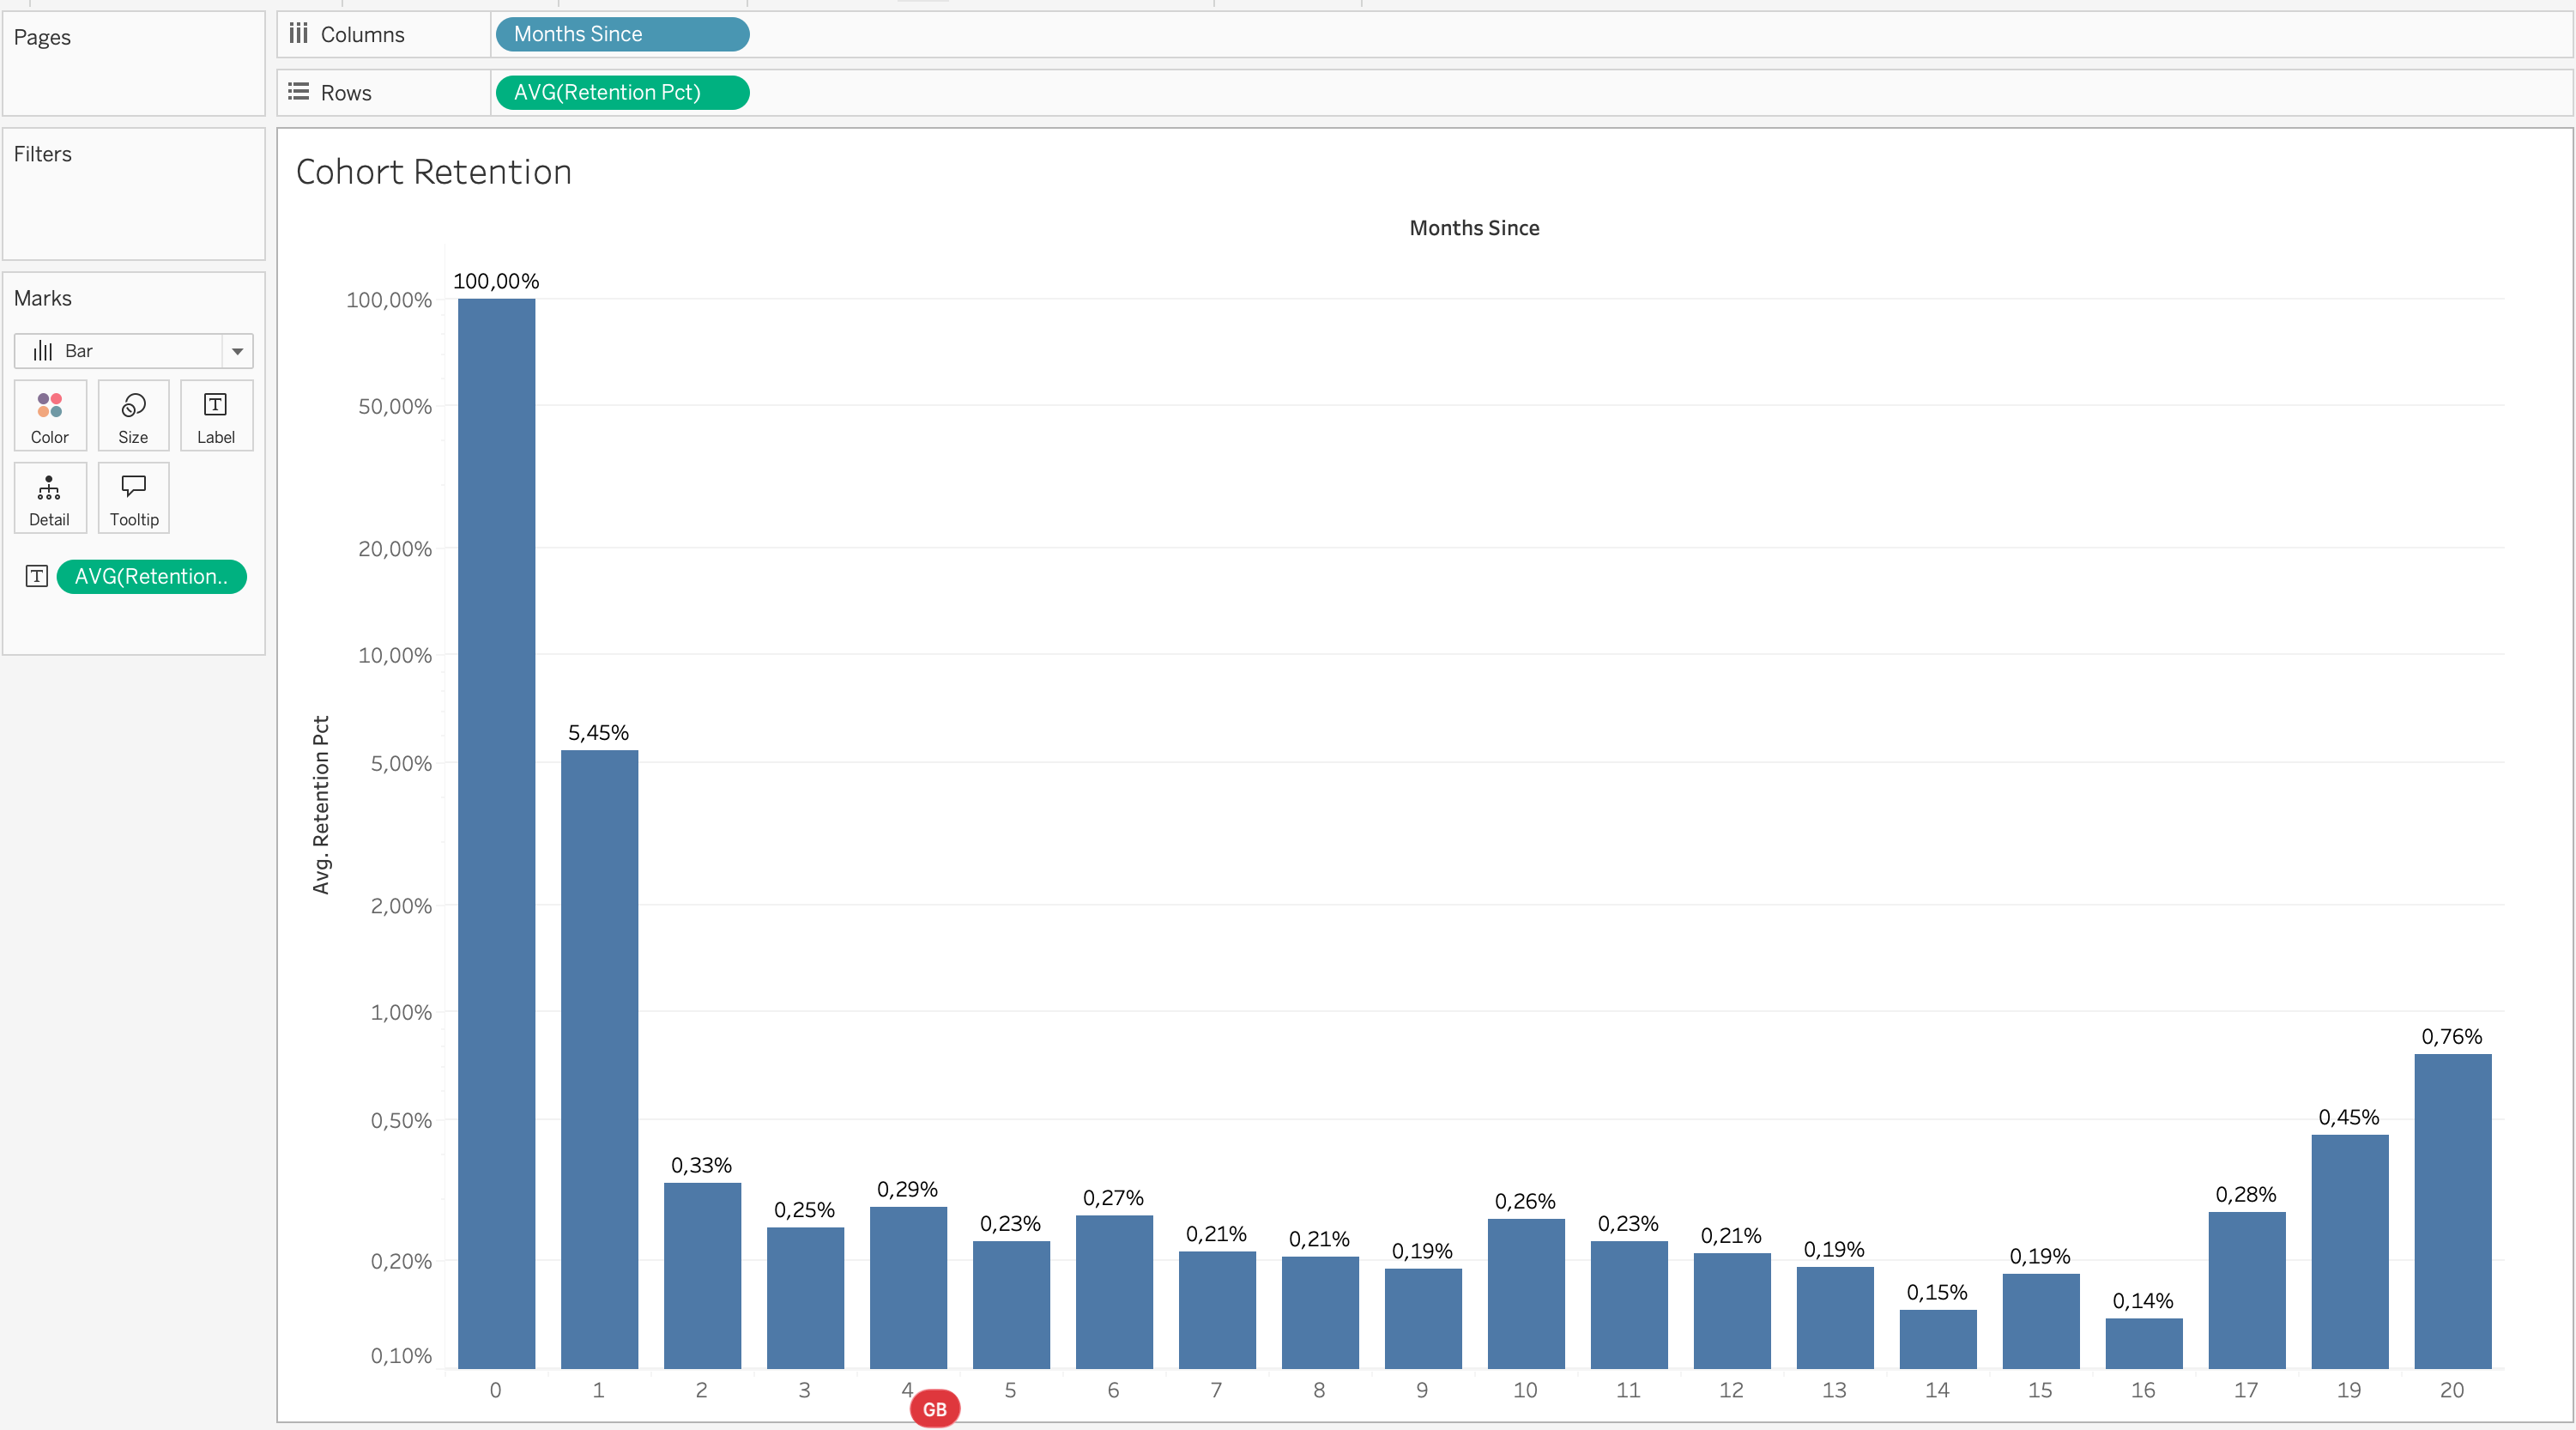 Pages
Columns
Months Since
Rows
AVG(Retention Pct)
Filters
Marks
Bar
Color
Size
Label
Detail
Tooltip
AVG(Retention..
Cohort Retention
Months Since
Avg. Retention Pct
100,00%
50,00%
20,00%
10,00%
5,00%
2,00%
1,00%
0,50%
0,20%
0,10%
100,00%
5,45%
0,33%
0,25%
0,29%
0,23%
0,27%
0,21%
0,21%
0,19%
0,26%
0,23%
0,21%
0,19%
0,15%
0,19%
0,14%
0,28%
0,45%
0,76%
0 1 2 3 4 5 6 7 8 9 10 11 12 13 14 15 16 17 19 20
GB